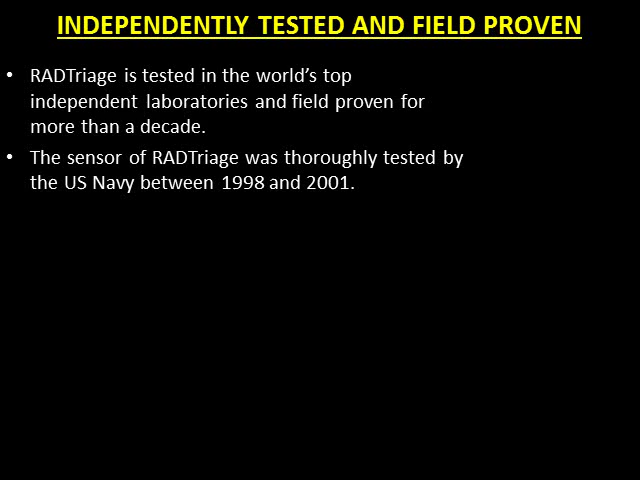 INDEPENDENTLY TESTED AND FIELD PROVEN
• RADTriage is tested in the world’s top
independent laboratories and field proven for
more than a decade.
• The sensor of RADTriage was thoroughly tested by
the US Navy between 1998 and 2001.